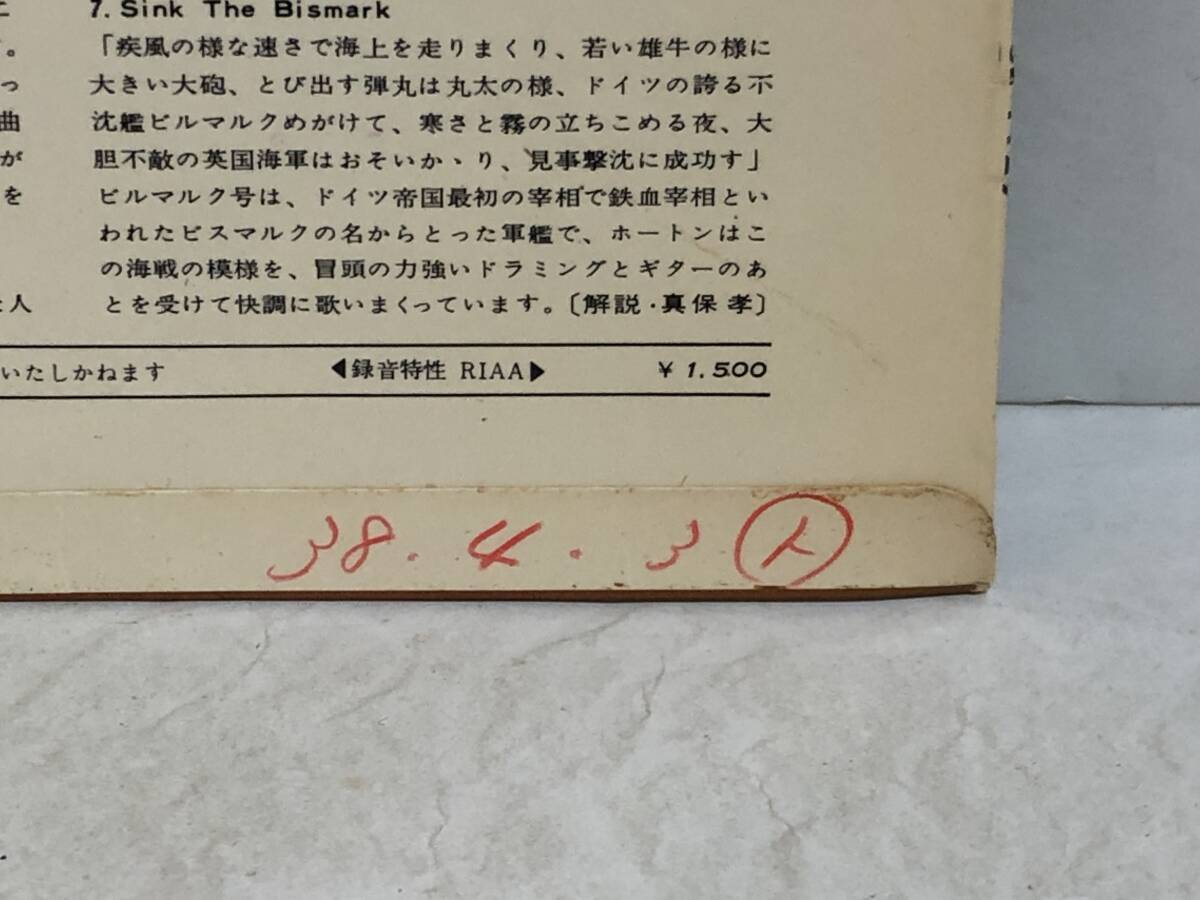 7. Sink The Bismark
「疾風の様な速さで海上を走りまくり、若い雄牛の様に
大きい大砲、とび出す弾丸は丸太の様、ドイツの誇る不
沈艦ビルマルクめがけて、寒さと霧の立ちこめる夜、大
胆不敵の英国海軍はおそいかゝり、見事撃沈に成功す」
ビルマルク号は、ドイツ帝国最初の宰相で鉄血宰相とい
われたビスマルクの名からとった軍艦で、ホートンはこ
の海戦の模様を、冒頭の力強いドラミングとギターのあ
とを受けて快調に歌いまくっています。〔解説・真保 孝〕
。
っ
曲
が
を
人
いたしかねます ◀録音特性 RIAA▶ ¥ 1.500
38. 4. 3 ト